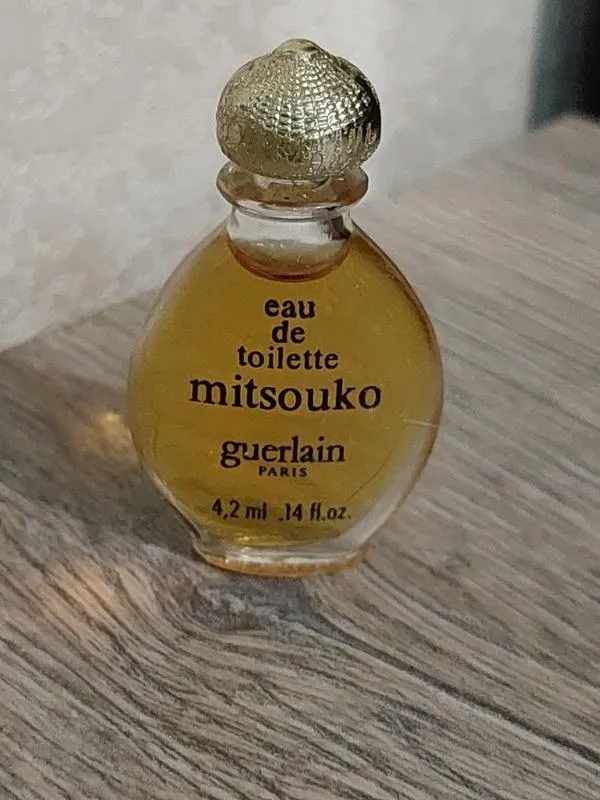 eau
de
toilette
mitsouko
guerlain
PARIS
4,2 ml .14 fl.oz.